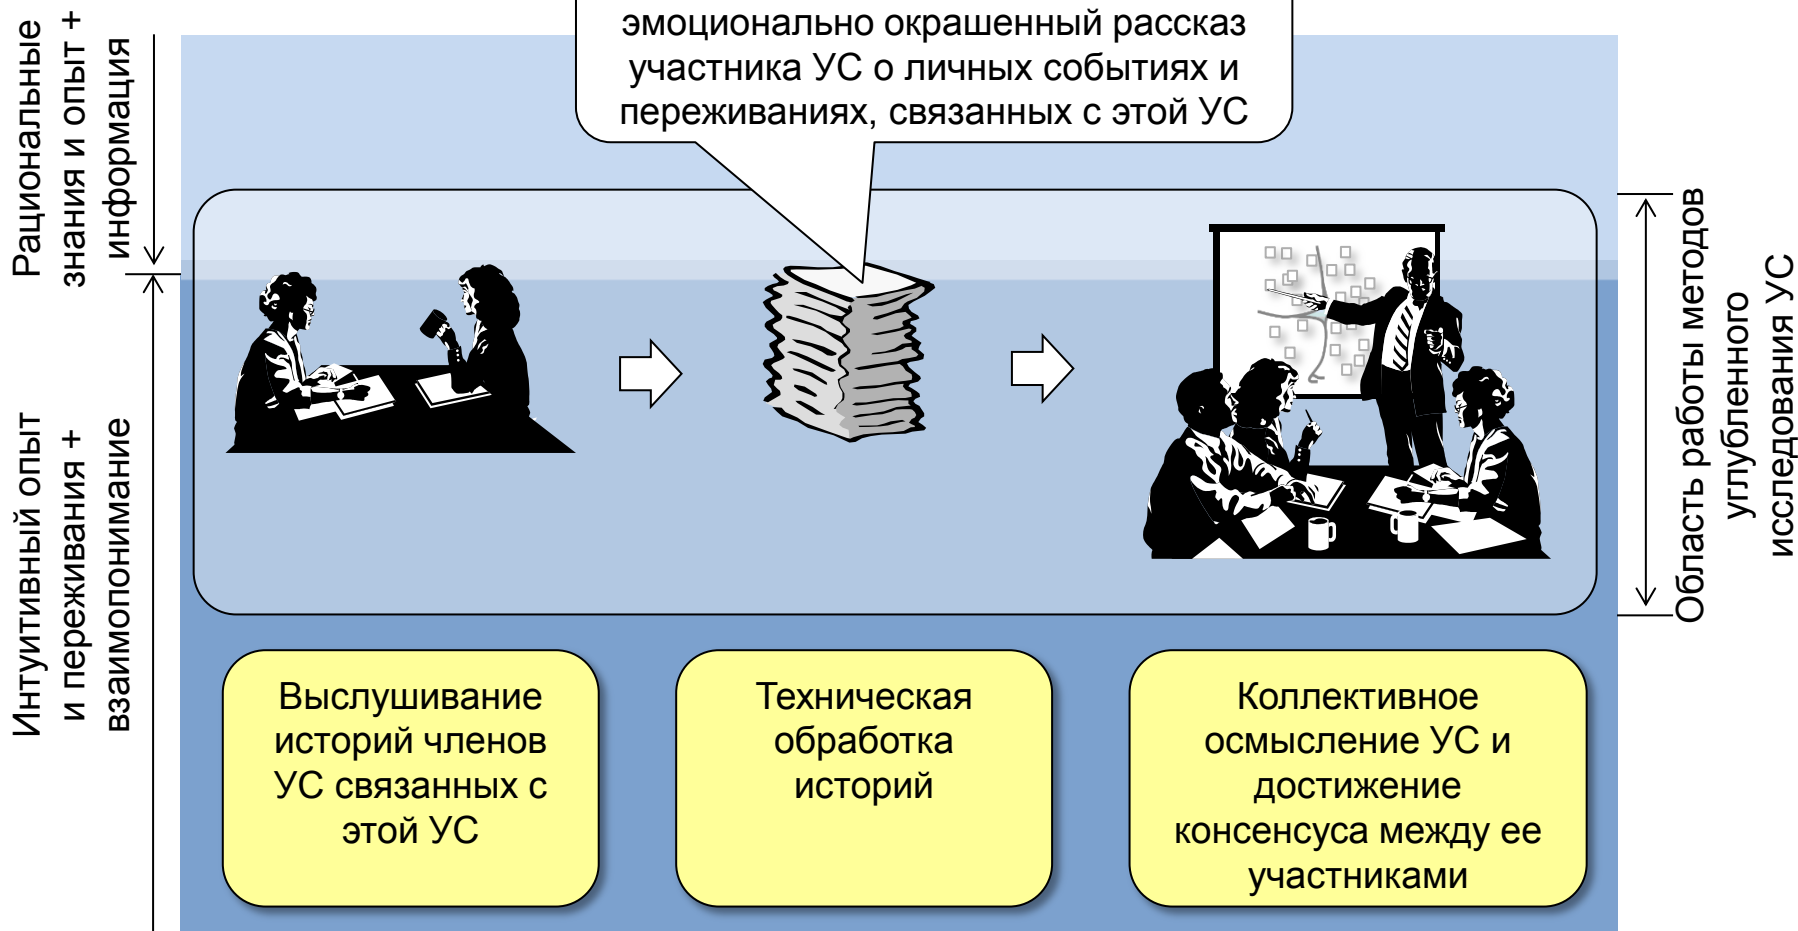 Рациональные
знания и опыт +
информация
эмоционально окрашенный рассказ
участника УС о личных событиях и
переживаниях, связанных с этой УС
Интуитивный опыт
и переживания +
взаимопонимание
Область работы методов
углубленного
исследования УС
Выслушивание
историй членов
УС связанных с
этой УС
Техническая
обработка
историй
Коллективное
осмысление УС и
достижение
консенсуса между ее
участниками